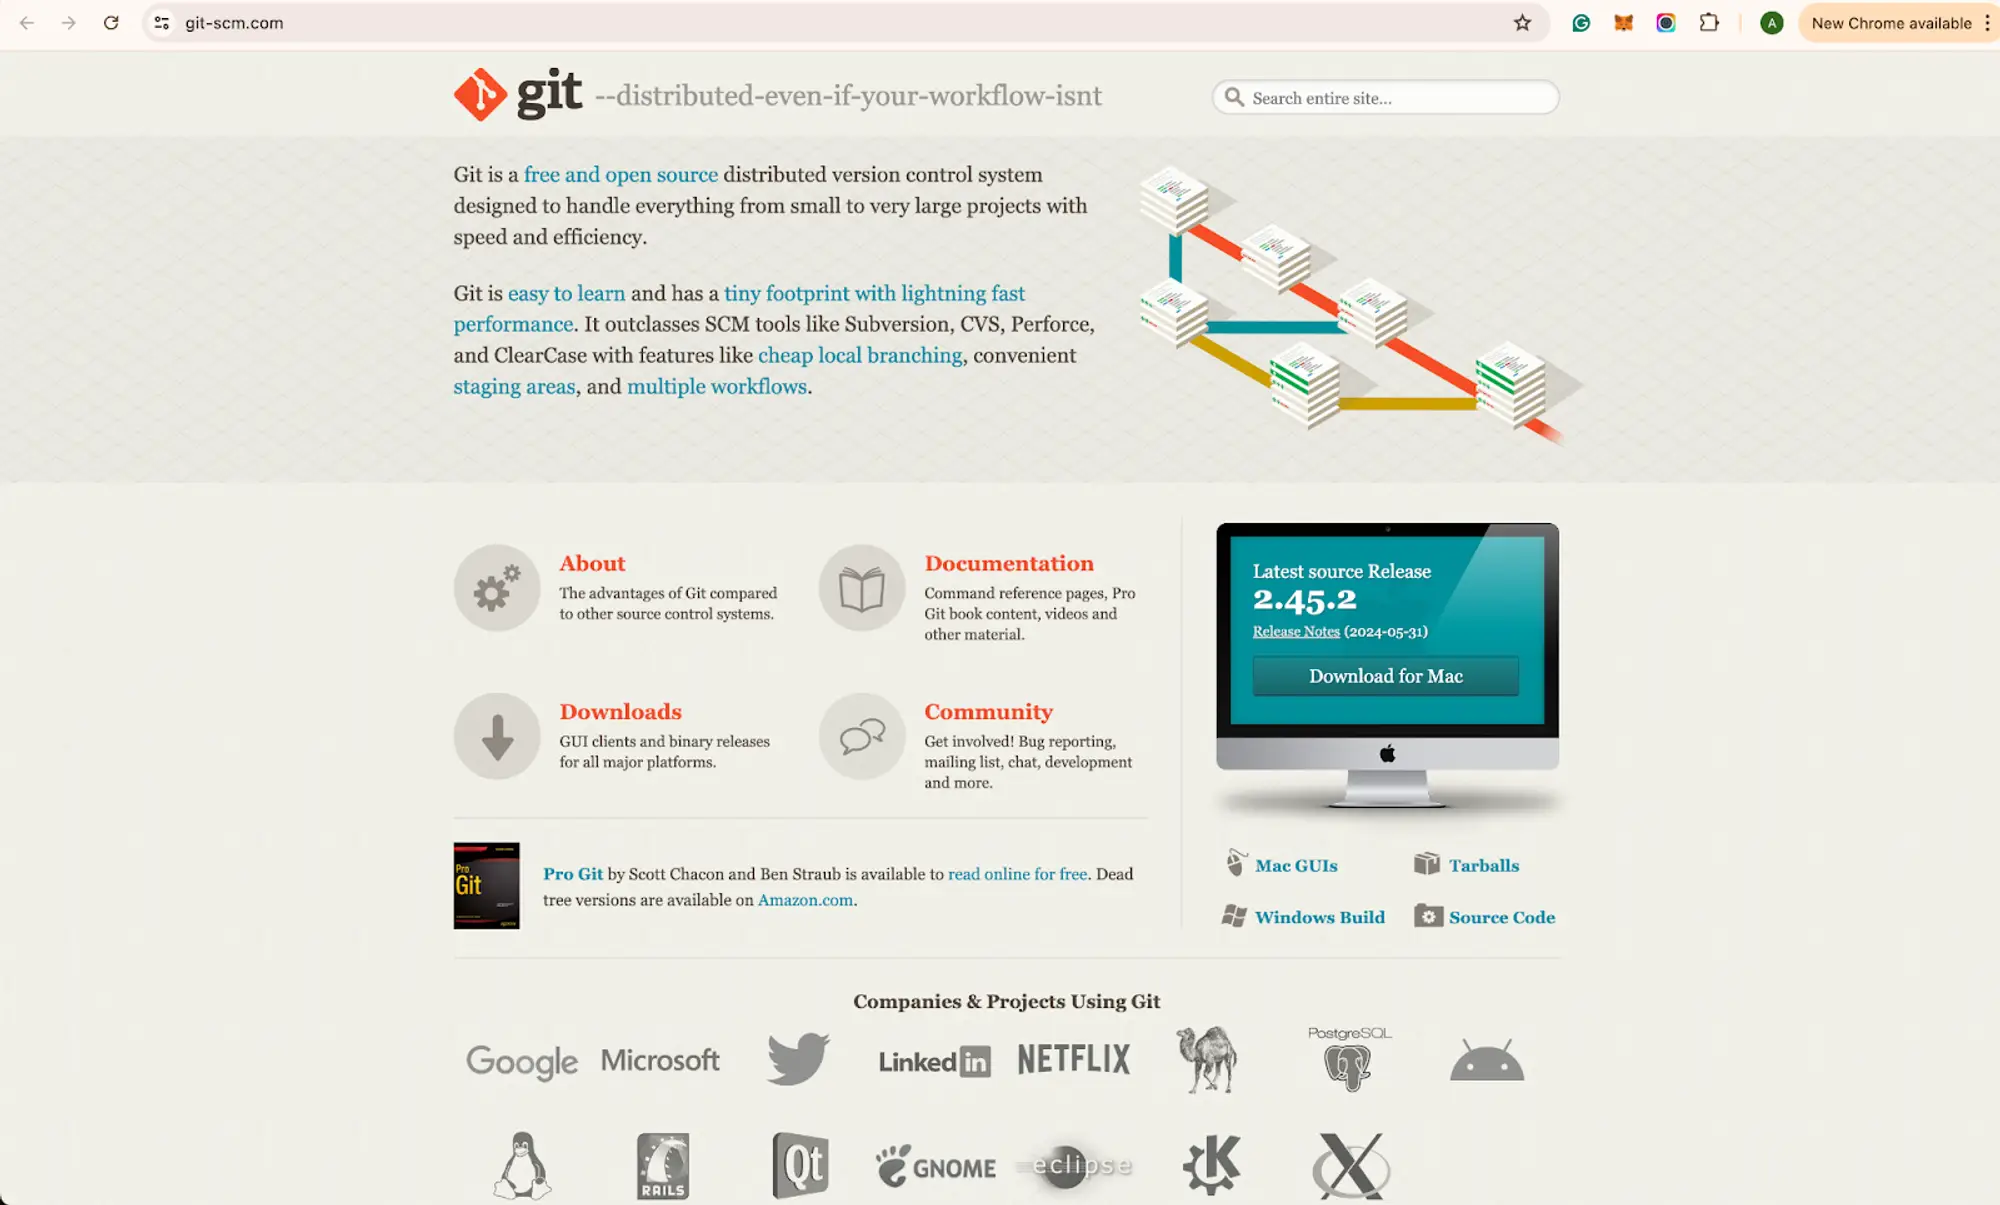 git-scm.com
A
New Chrome available
git --distributed-even-if-your-workflow-isnt
Search entire site...
Git is a free and open source distributed version control system
designed to handle everything from small to very large projects with
speed and efficiency.
Git is easy to learn and has a tiny footprint with lightning fast
performance. It outclasses SCM tools like Subversion, CVS, Perforce,
and ClearCase with features like cheap local branching, convenient
staging areas, and multiple workflows.
About
The advantages of Git compared
to other source control systems.
Documentation
Command reference pages, Pro
Git book content, videos and
other material.
Downloads
GUI clients and binary releases
for all major platforms.
Community
Get involved! Bug reporting,
mailing list, chat, development
and more.
Latest source Release
2.45.2
Release Notes (2024-05-31)
Download for Mac
Pro
Git
Pro Git by Scott Chacon and Ben Straub is available to read online for free. Dead
tree versions are available on Amazon.com.
Mac GUIs
Tarballs
Windows Build
Source Code
Companies & Projects Using Git
Google
Microsoft
Linked in
NETFLIX
PostgreSQL
RAILS
Qt
GNOME
eclipse
K
X